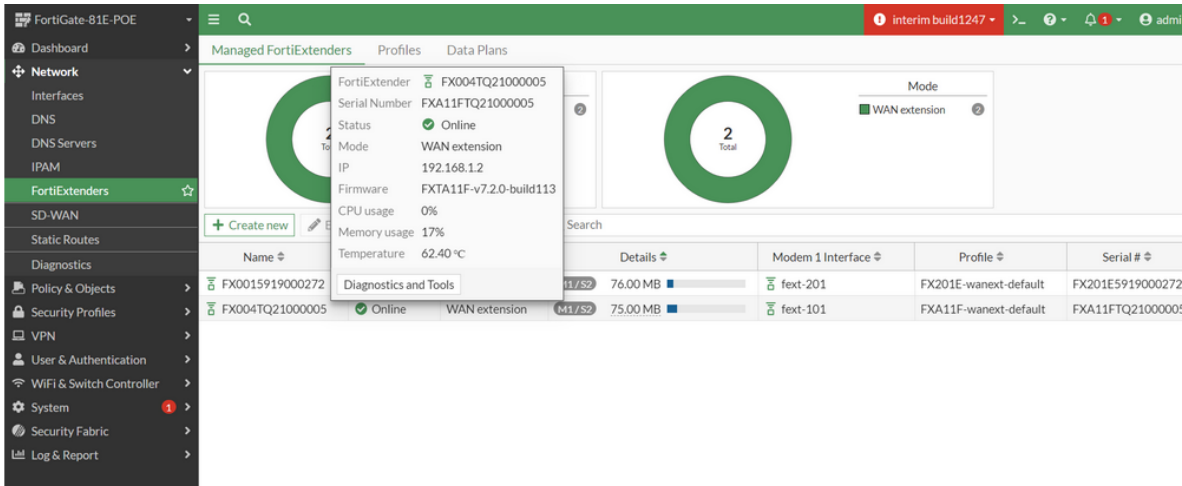 FortiGate-81E-POE
interim build1247
>_
1
admi
Dashboard
Network
Interfaces
DNS
DNS Servers
IPAM
FortiExtenders
SD-WAN
Static Routes
Diagnostics
Policy & Objects
Security Profiles
VPN
User & Authentication
WiFi & Switch Controller
System 1
Security Fabric
Log & Report
Managed FortiExtenders Profiles Data Plans
2
FortiExtender FX004TQ21000005
Serial Number FXA11FTQ21000005
Status Online
Mode WAN extension
IP 192.168.1.2
Firmware FXTA11F-v7.2.0-build113
CPU usage 0%
Memory usage 17%
Temperature 62.40 °C
Diagnostics and Tools
2
Total
Mode
WAN extension 2
+ Create new
Search
Name Details Modem 1 Interface Profile Serial #
FX0015919000272 76.00 MB fext-201 FX201E-wanext-default FX201E5919000272
FX004TQ21000005 Online WAN extension M1/S2 75.00 MB fext-101 FXA11F-wanext-default FXA11FTQ21000005